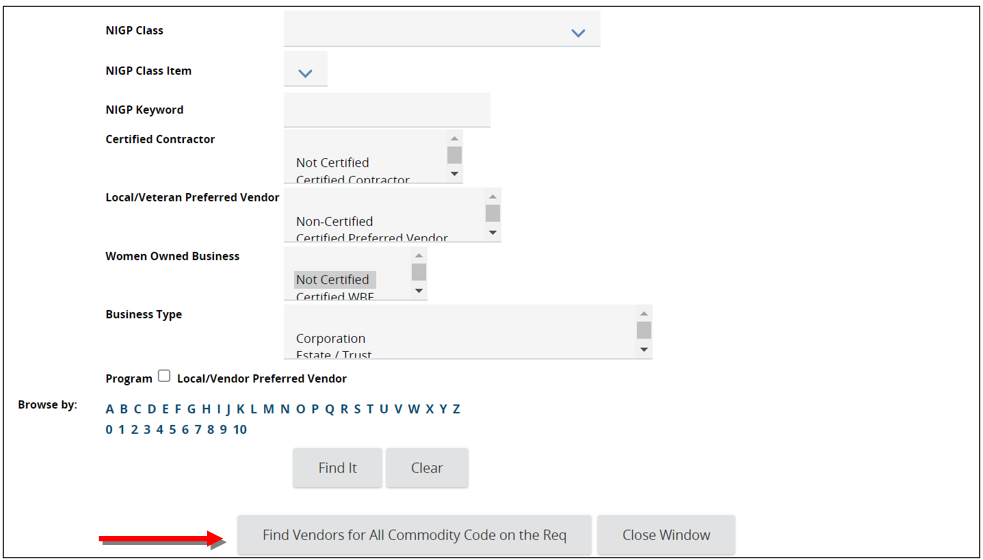 NIGP Class
NIGP Class Item
NIGP Keyword
Certified Contractor
Not Certified
Certified Contractor
Local/Veteran Preferred Vendor
Non-Certified
Certified Preferred Vendor
Women Owned Business
Not Certified
Certified WBE
Business Type
Corporation
Estate / Trust
Program Local/Vendor Preferred Vendor
Browse by: A B C D E F G H I J K L M N O P Q R S T U V W X Y Z
0 1 2 3 4 5 6 7 8 9 10
Find It Clear
Find Vendors for All Commodity Code on the Req Close Window